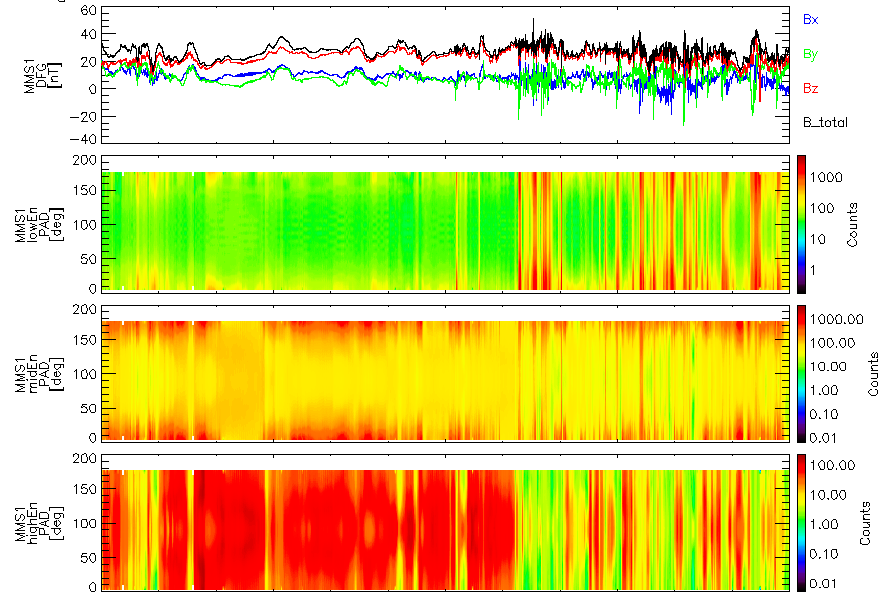 60
40
20
0
−20
−40
MMS1
DFG
[nT]
Bx
By
Bz
B_total
200
150
100
50
0
MMS1
lowEn
PAD
[deg]
1000
100
10
1
Counts
200
150
100
50
0
MMS1
midEn
PAD
[deg]
1000.00
100.00
10.00
1.00
0.10
0.01
Counts
200
150
100
50
0
MMS1
highEn
PAD
[deg]
100.00
10.00
1.00
0.10
0.01
Counts